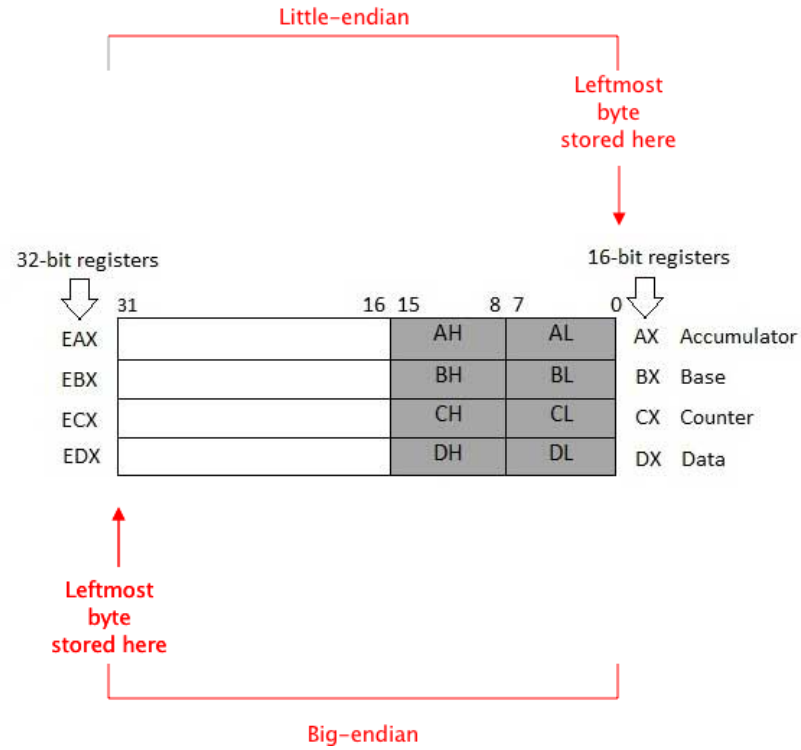 Little-endian
Leftmost
byte
stored here
32-bit registers
16-bit registers
31 16 15 8 7 0
EAX AH AL AX Accumulator
EBX BH BL BX Base
ECX CH CL CX Counter
EDX DH DL DX Data
Leftmost
byte
stored here
Big-endian